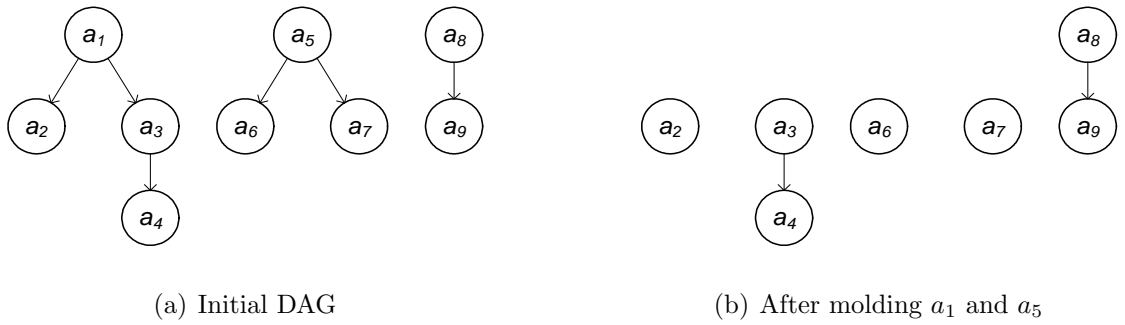 a₁ a₅ a₈ a₈
a₂ a₃ a₆ a₇ a₉ a₂ a₃ a₆ a₇ a₉
a₄ a₄
(a) Initial DAG (b) After molding a₁ and a₅